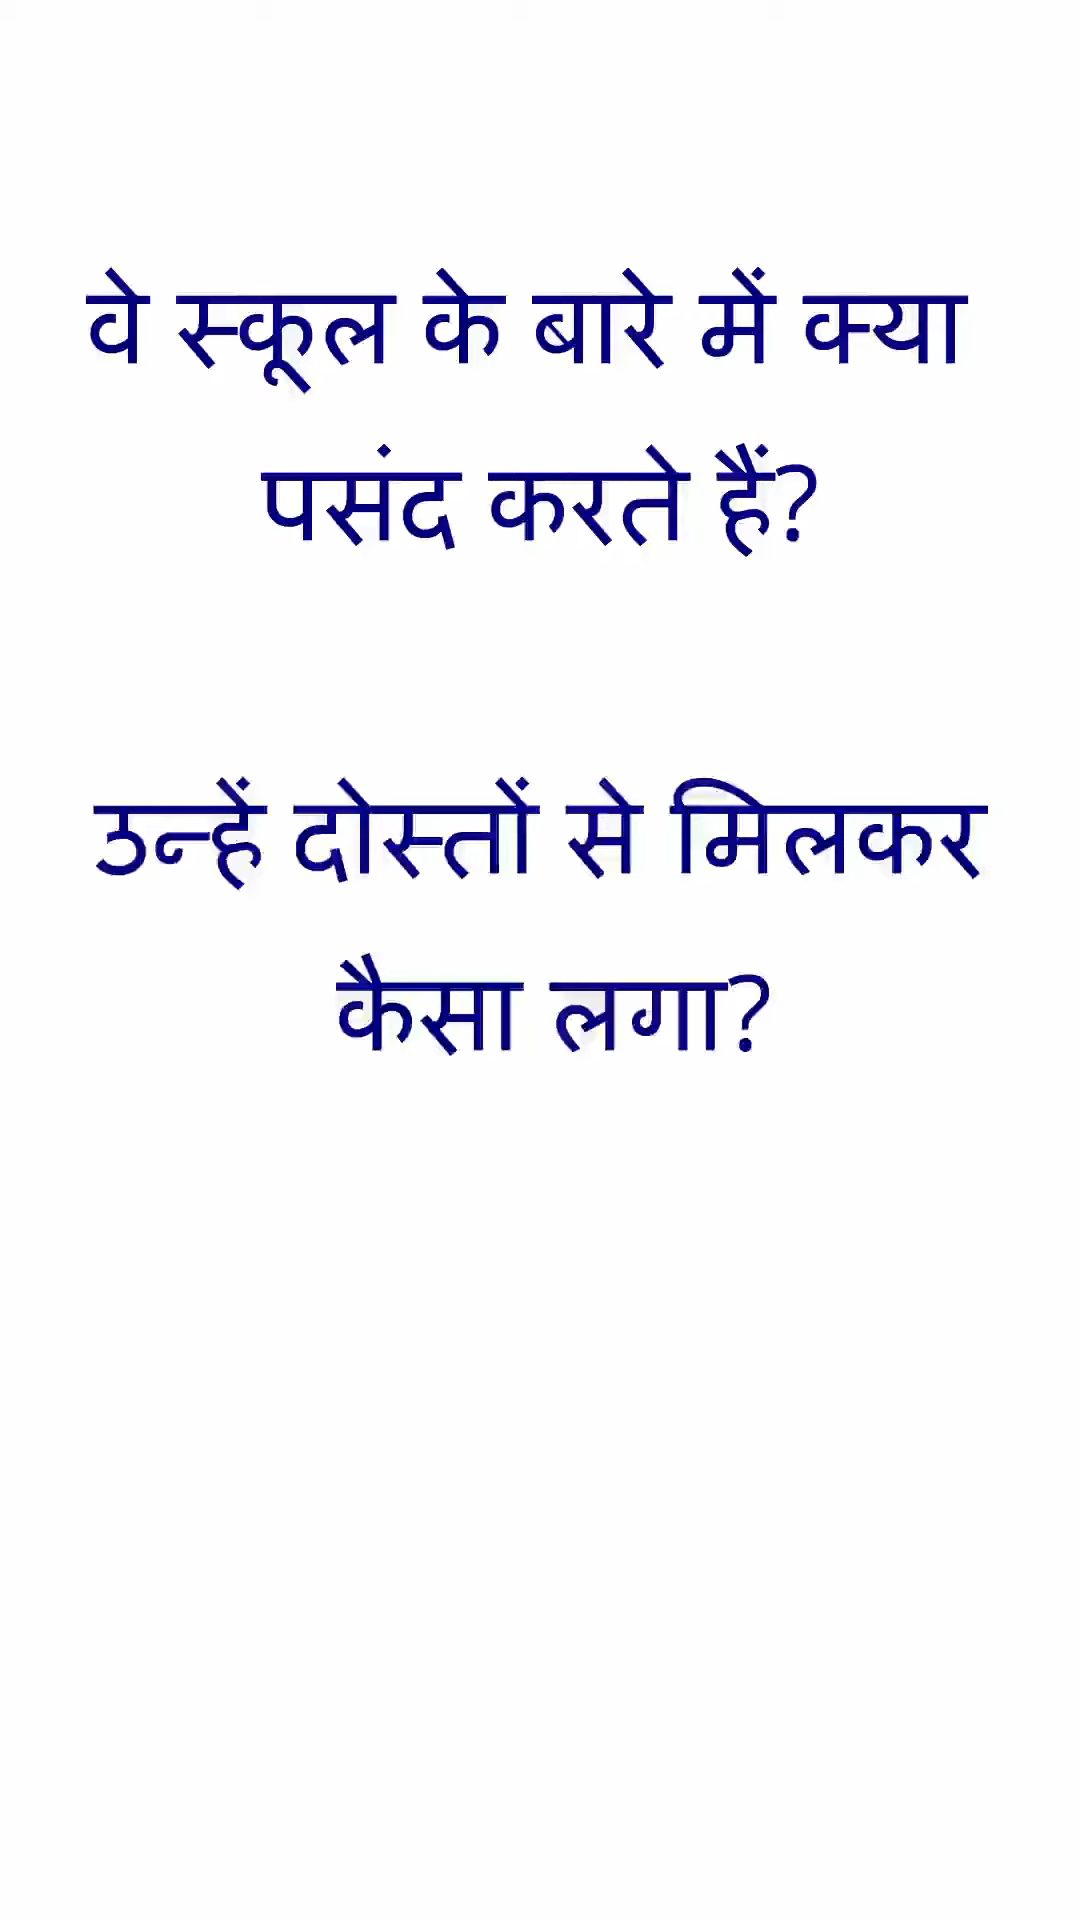 वे स्कूल के बारे में क्या
पसंद करते हैं?
उन्हें दोस्तों से मिलकर
कैसा लगा?